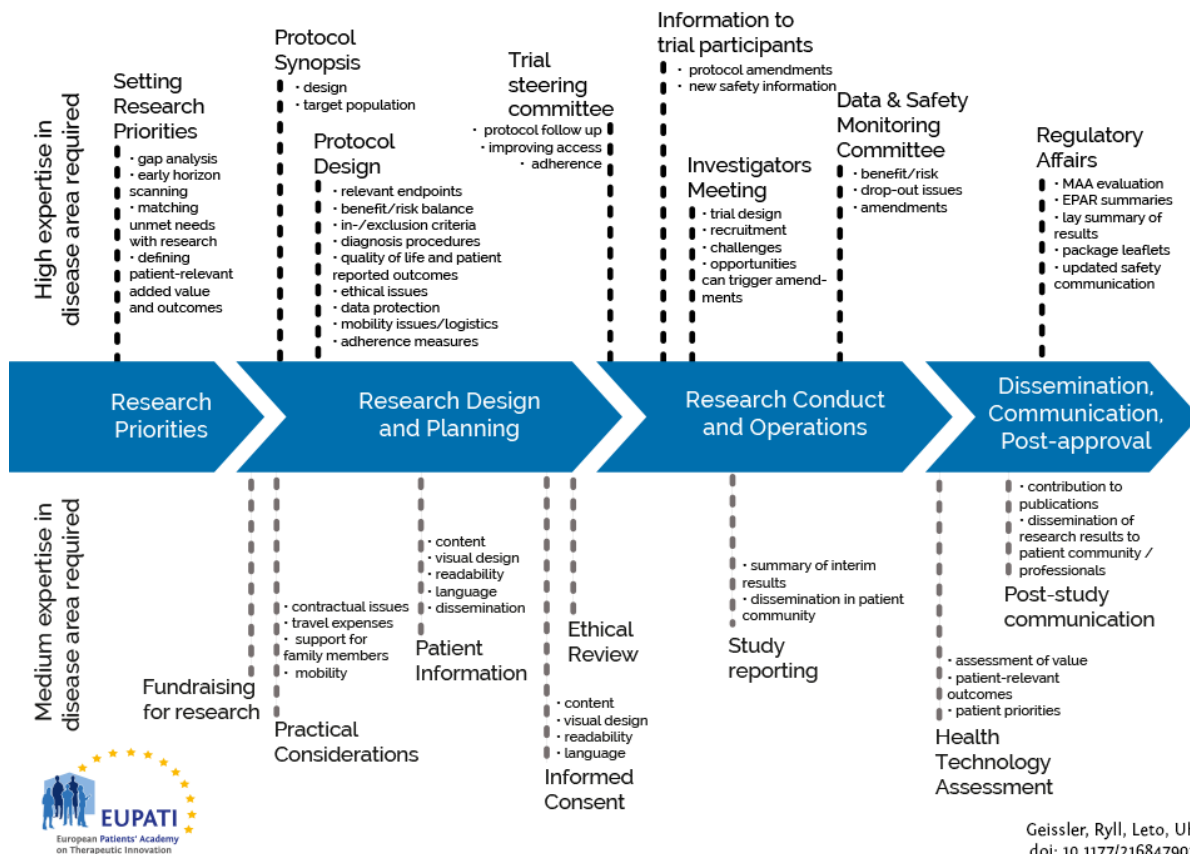 High expertise in
disease area required
Setting
Research
Priorities
· gap analysis
· early horizon
scanning
· matching
unmet needs
with research
· defining
patient-relevant
added value
and outcomes
Protocol
Synopsis
· design
· target population
Protocol
Design
· relevant endpoints
· benefit/risk balance
· in-/exclusion criteria
· diagnosis procedures
· quality of life and patient
reported outcomes
· ethical issues
· data protection
· mobility issues/logistics
· adherence measures
Trial
steering
committee
· protocol follow up
· improving access
· adherence
Information to
trial participants
· protocol amendments
· new safety information
Investigators
Meeting
· trial design
· recruitment
· challenges
· opportunities
can trigger amend-
ments
Data & Safety
Monitoring
Committee
· benefit/risk
· drop-out issues
· amendments
Regulatory
Affairs
· MAA evaluation
· EPAR summaries
· lay summary of
results
· package leaflets
· updated safety
communication
Research
Priorities
Research Design
and Planning
Research Conduct
and Operations
Dissemination,
Communication,
Post-approval
Medium expertise in
disease area required
Fundraising
for research
· contractual issues
· travel expenses
· support for
family members
· mobility
Practical
Considerations
· content
· visual design
· readability
· language
· dissemination
Patient
Information
Ethical
Review
· content
· visual design
· readability
· language
Informed
Consent
· summary of interim
results
· dissemination in patient
community
Study
reporting
· assessment of value
· patient-relevant
outcomes
· patient priorities
Health
Technology
Assessment
· contribution to
publications
· dissemination of
research results to
patient community /
professionals
Post-study
communication
EUPATI
European Patients' Academy
on Therapeutic Innovation
Geissler, Ryll, Leto,
doi: 10.1177/216847901